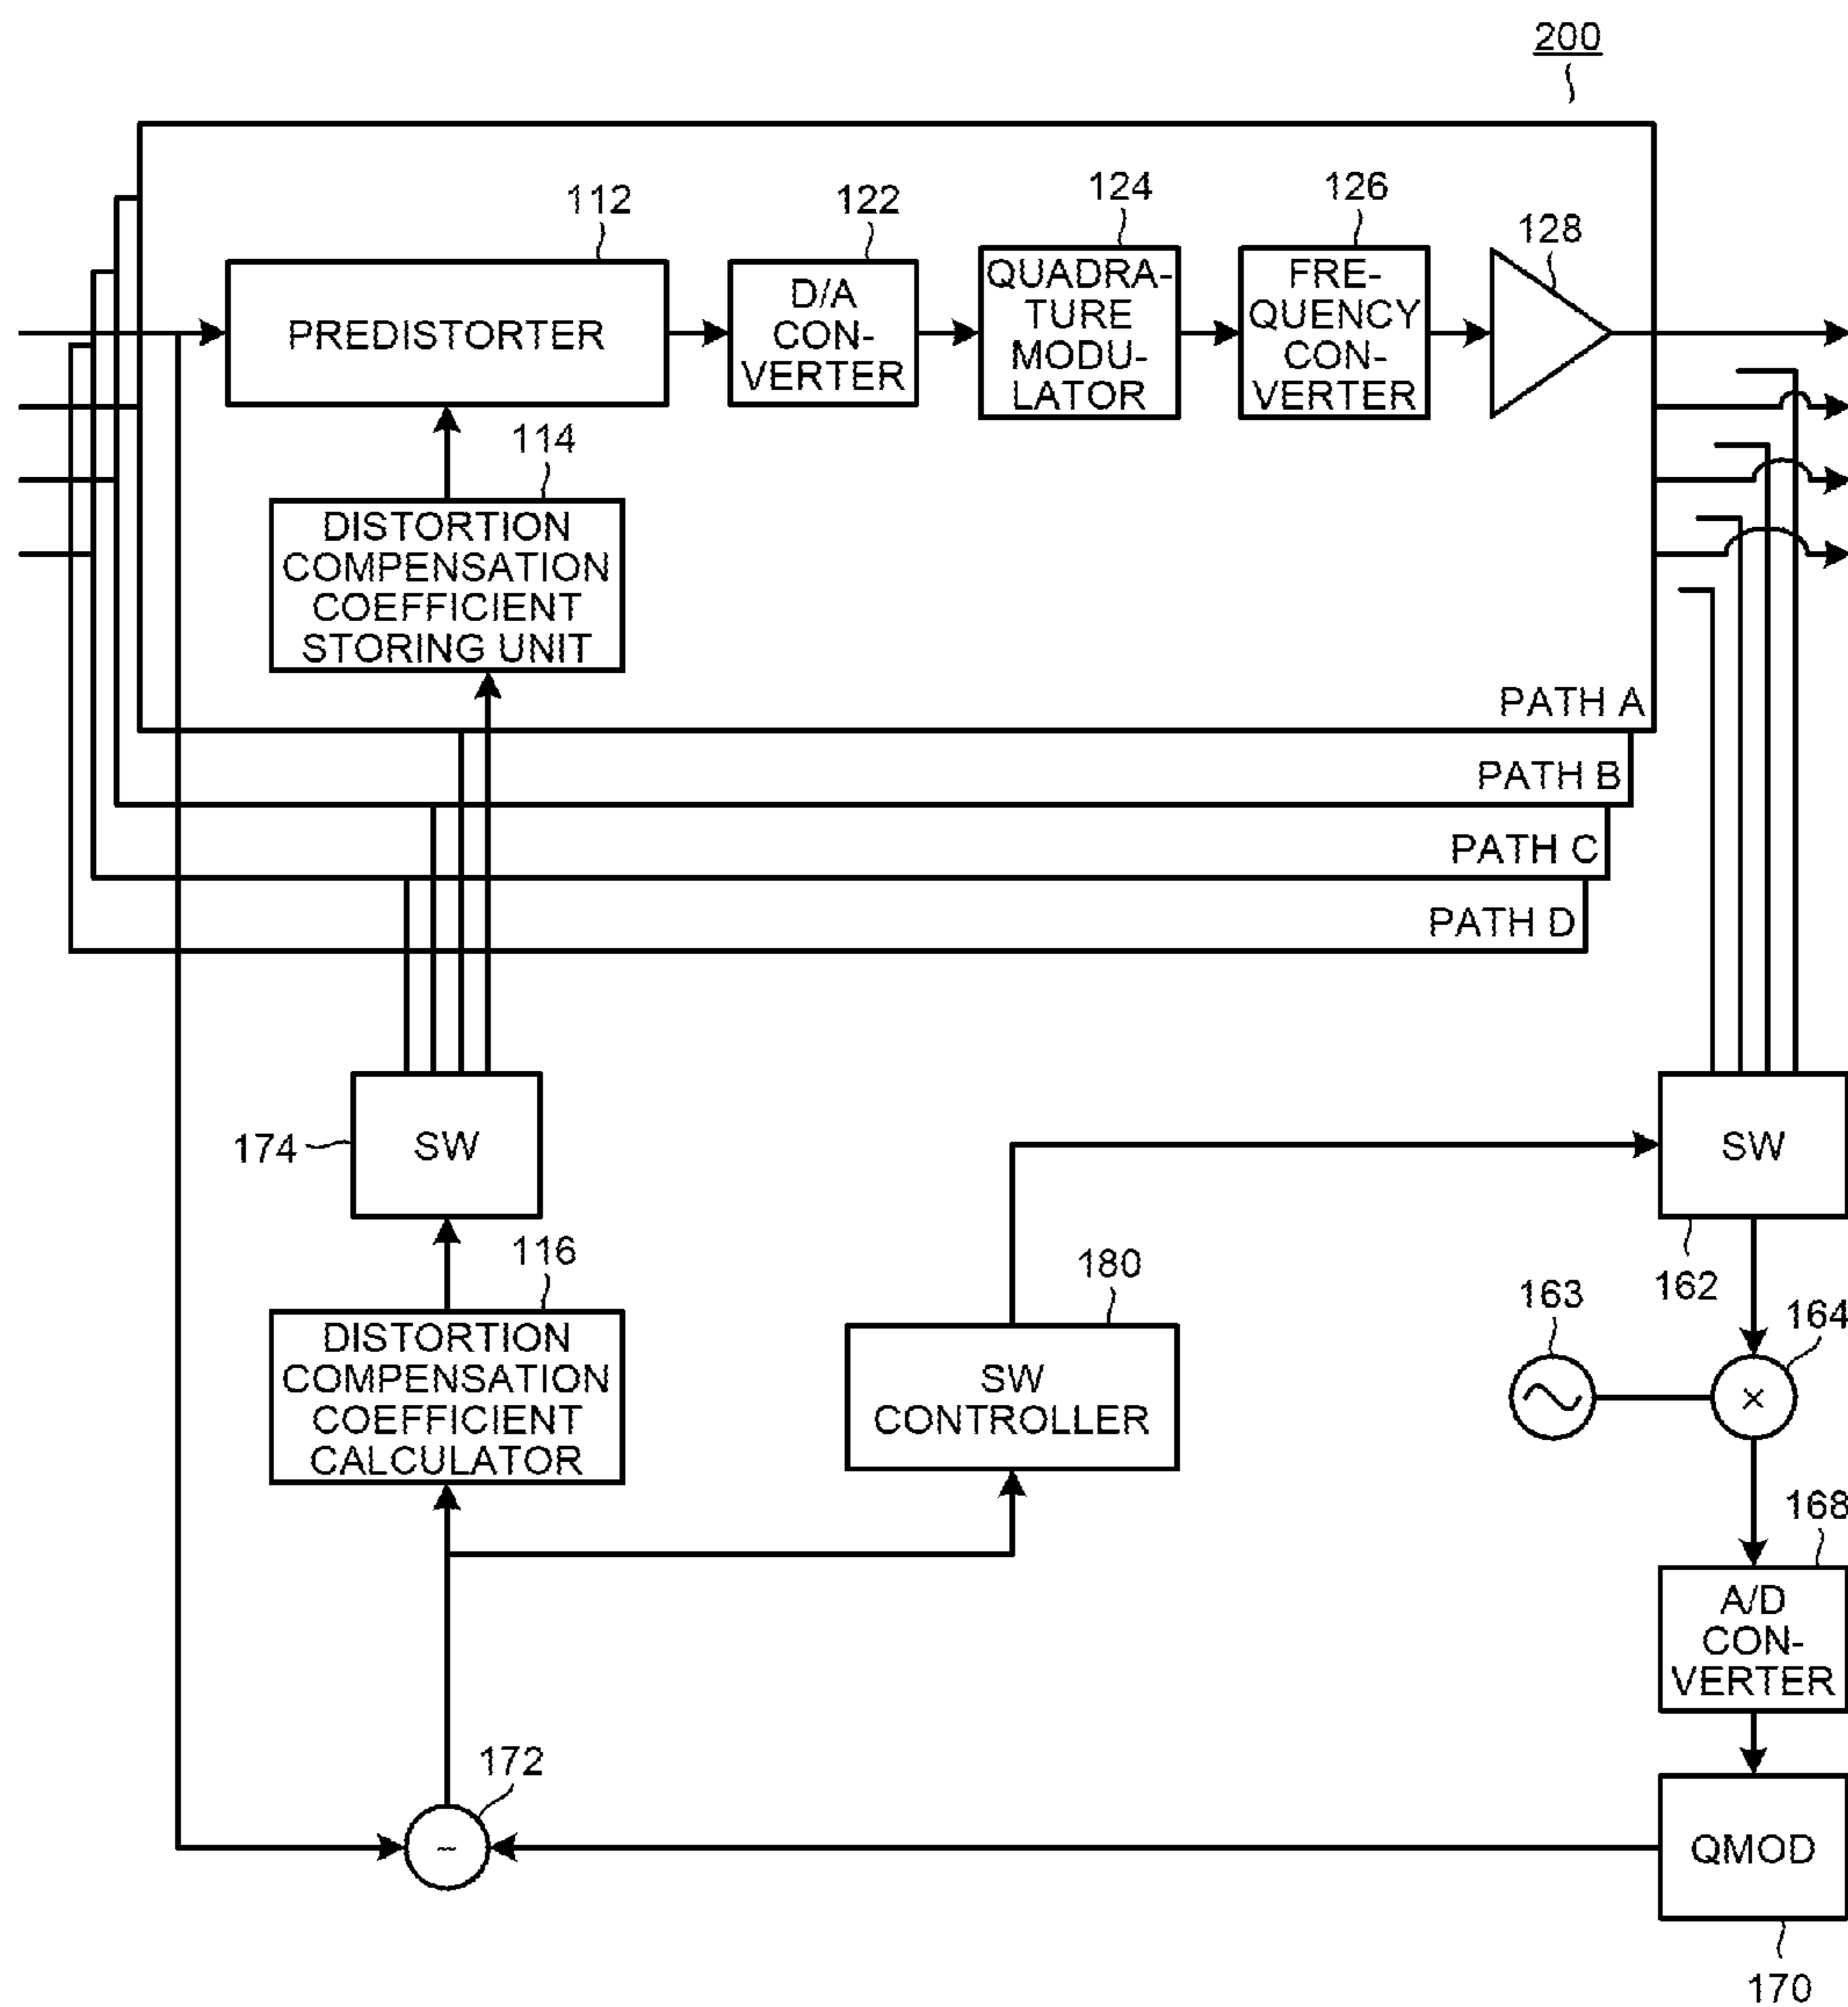 200
112
122
124
126
128
PREDISTORTER
D/A
CON-
VERTER
QUADRA-
TURE
MODU-
LATOR
FRE-
QUENCY
CON-
VERTER
114
DISTORTION
COMPENSATION
COEFFICIENT
STORING UNIT
PATH A
PATH B
PATH C
PATH D
174
SW
SW
162
116
DISTORTION
COMPENSATION
COEFFICIENT
CALCULATOR
180
SW
CONTROLLER
163
164
×
168
A/D
CON-
VERTER
172
−
QMOD
170